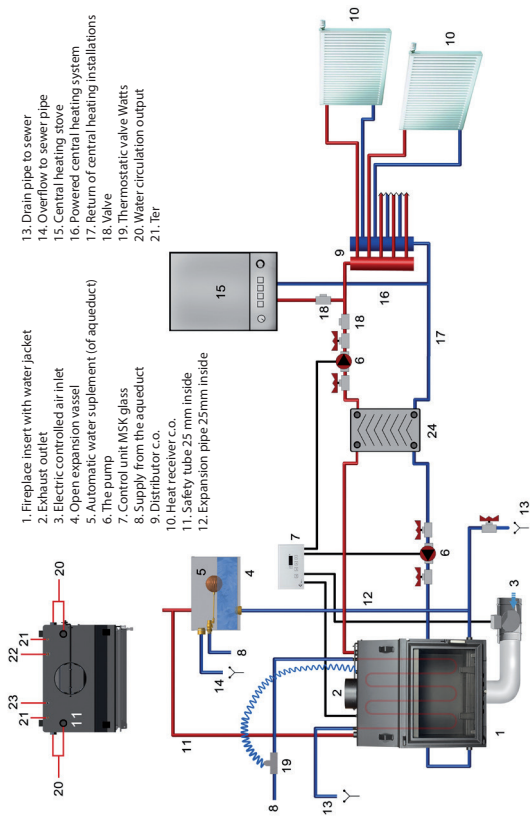 1. Fireplace insert with water jacket
2. Exhaust outlet
3. Electric controlled air inlet
4. Open expansion vassel
5. Automatic water suplement (of aqueduct)
6. The pump
7. Control unit MSK glass
8. Supply from the aqueduct
9. Distributor c.o.
10. Heat receiver c.o.
11. Safety tube 25 mm inside
12. Expansion pipe 25mm inside
13. Drain pipe to sewer
14. Overflow to sewer pipe
15. Central heating stove
16. Powered central heating system
17. Return of central heating installations
18. Valve
19. Thermostatic valve Watts
20. Water circulation output
21. Ter
20
21
23
22
21
20
11
10
10
15
9
18
18
16
17
6
24
7
5
4
8
14
12
6
13
11
19
8
13
2
3
1